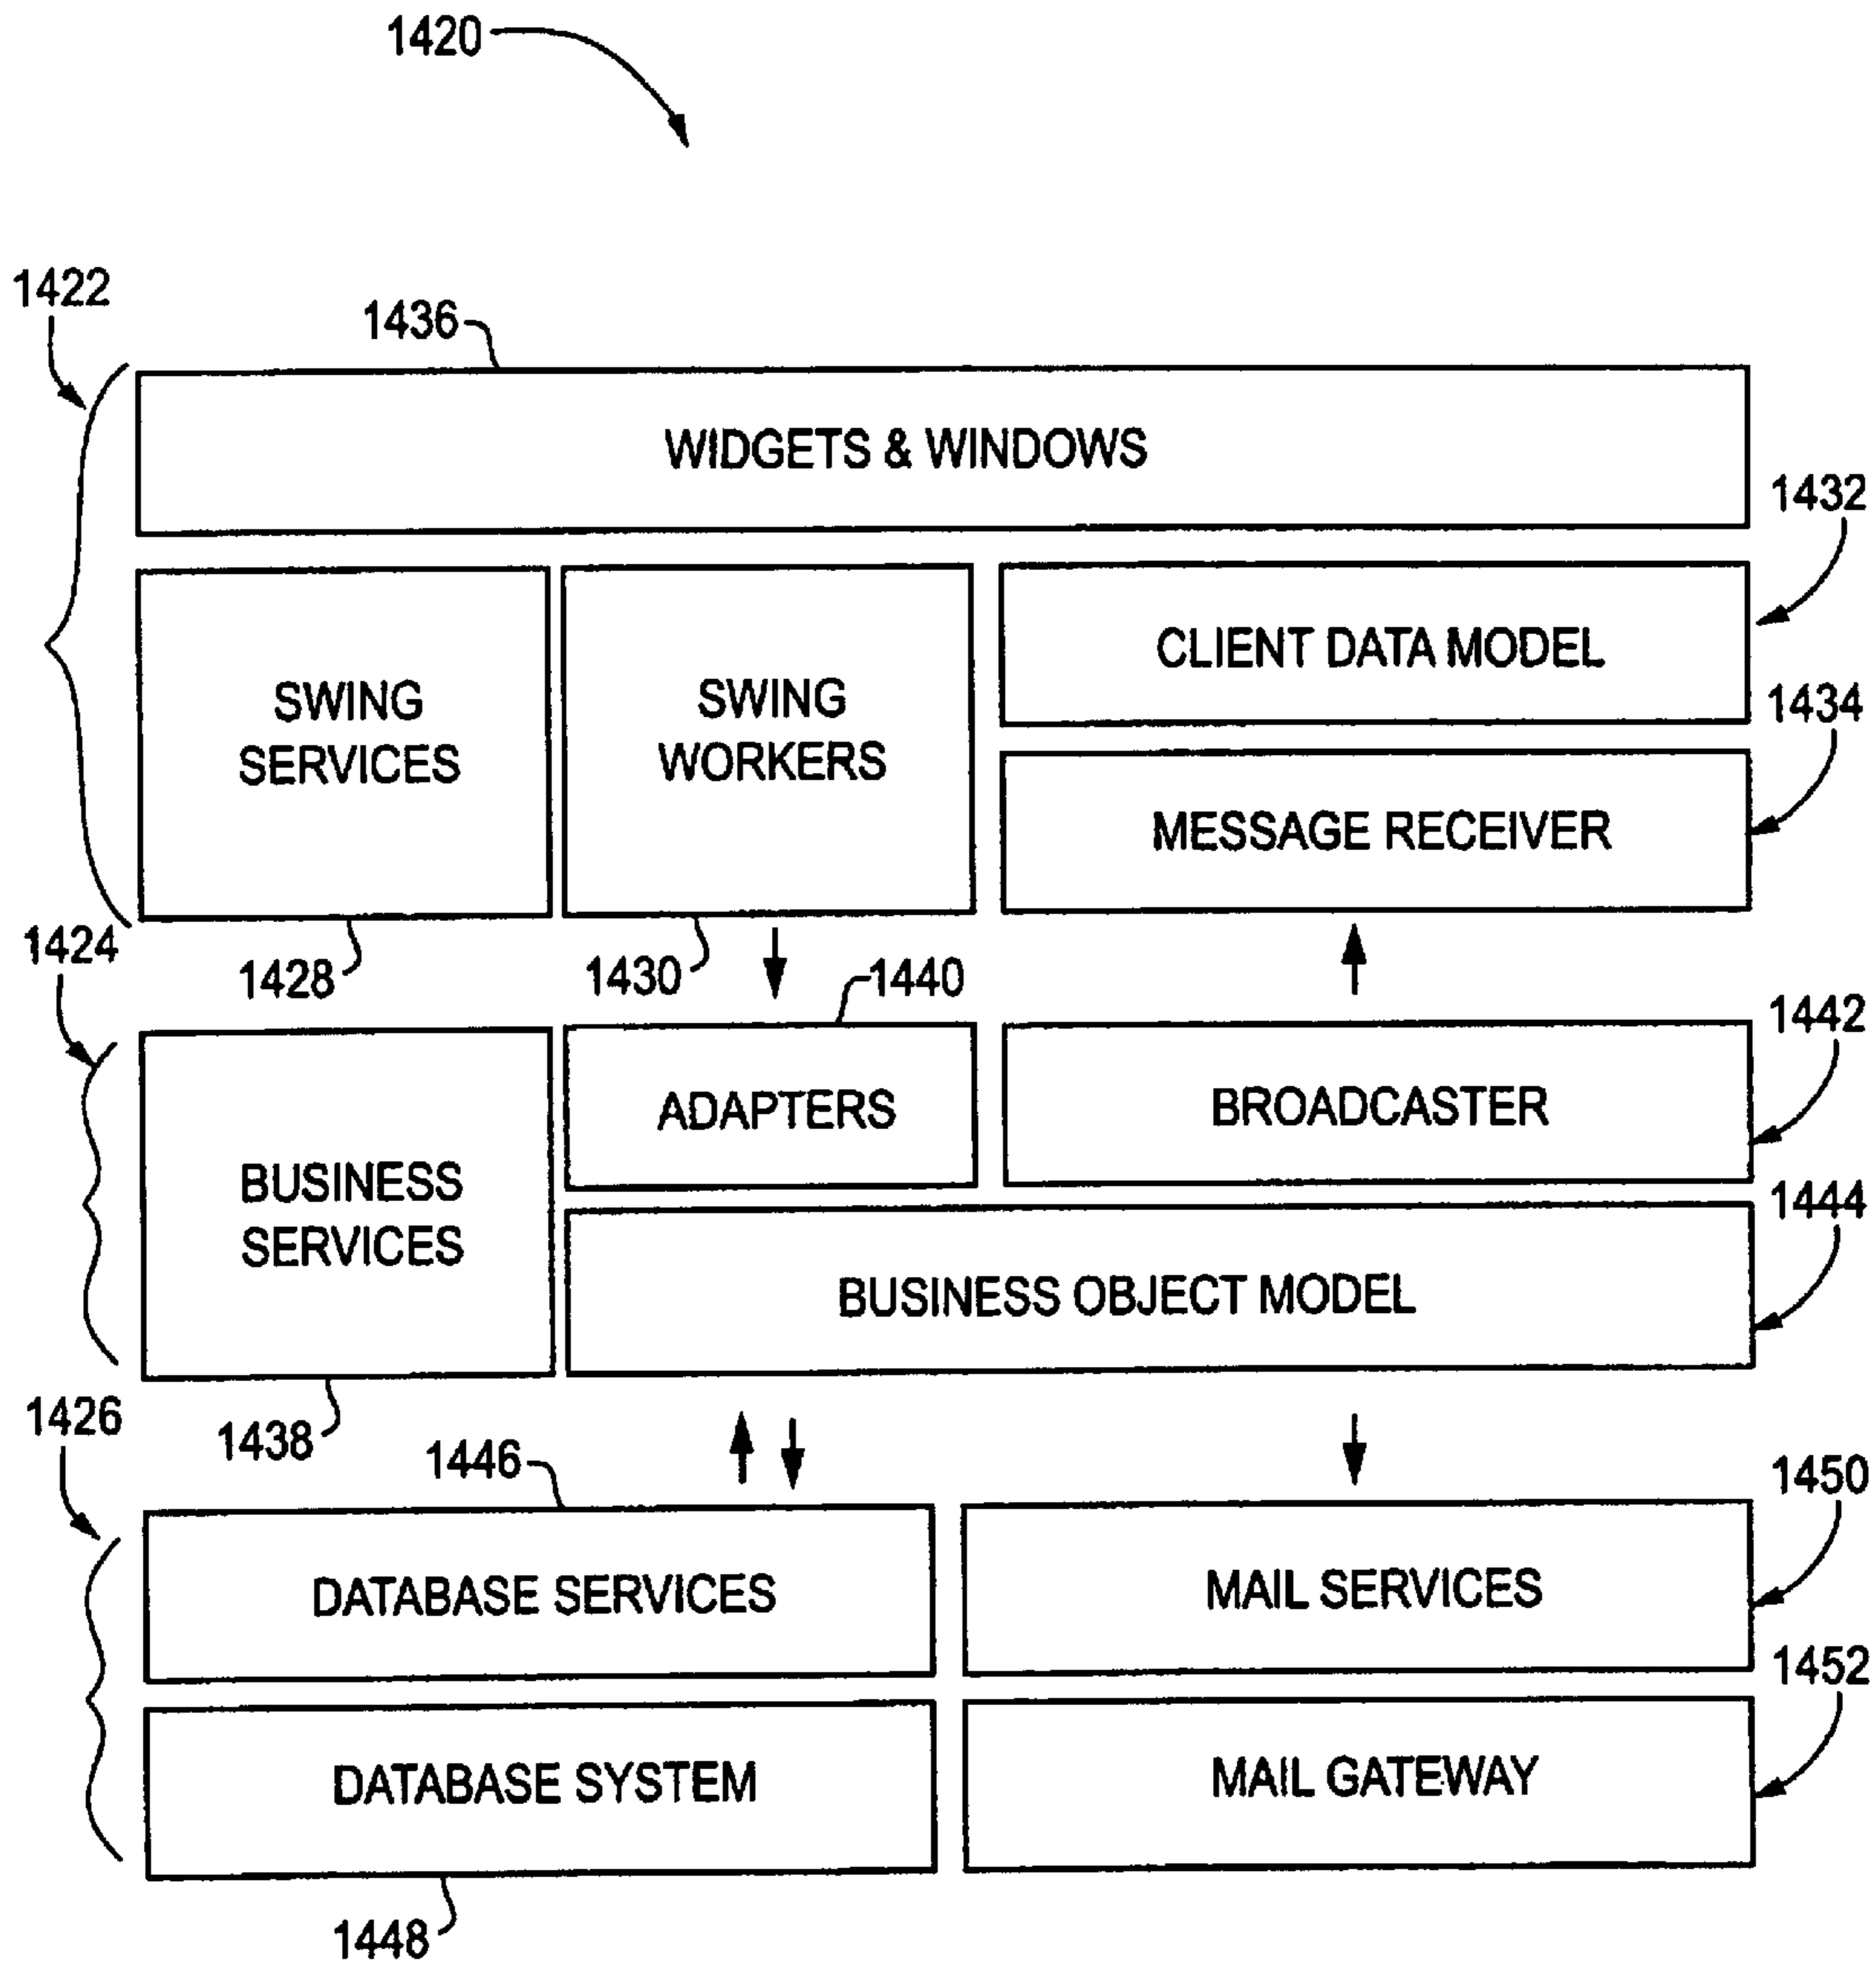 1420
1422
1436
WIDGETS & WINDOWS
1432
SWING
SERVICES
SWING
WORKERS
CLIENT DATA MODEL
1434
MESSAGE RECEIVER
1424
1428
1430
1440
1442
BUSINESS
SERVICES
ADAPTERS
BROADCASTER
1444
BUSINESS OBJECT MODEL
1426
1438
1446
1450
DATABASE SERVICES
MAIL SERVICES
1452
DATABASE SYSTEM
MAIL GATEWAY
1448